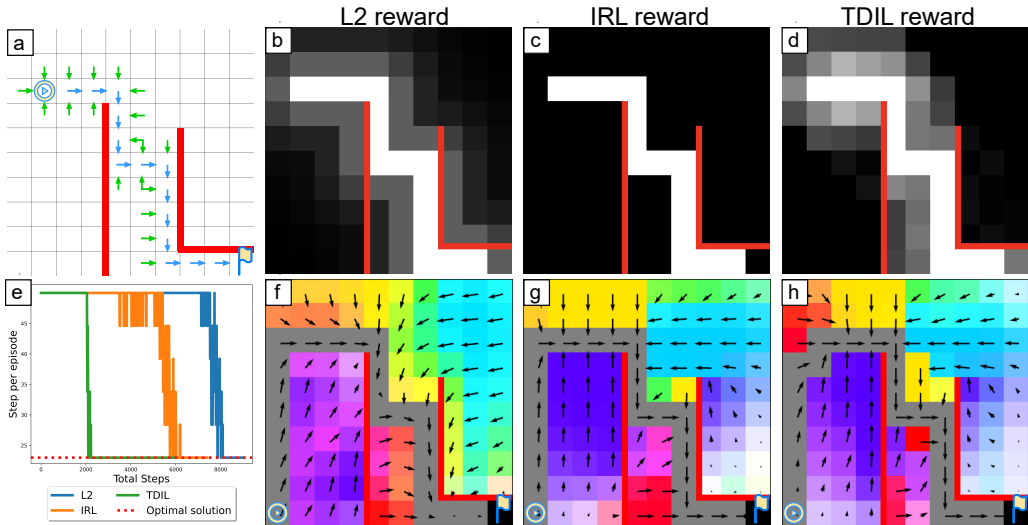 L2 reward
IRL reward
TDIL reward
a
b
c
d
e
45
40
35
30
25
Step per episode
0
2000
4000
6000
8000
Total Steps
L2
TDIL
IRL
Optimal solution
f
g
h